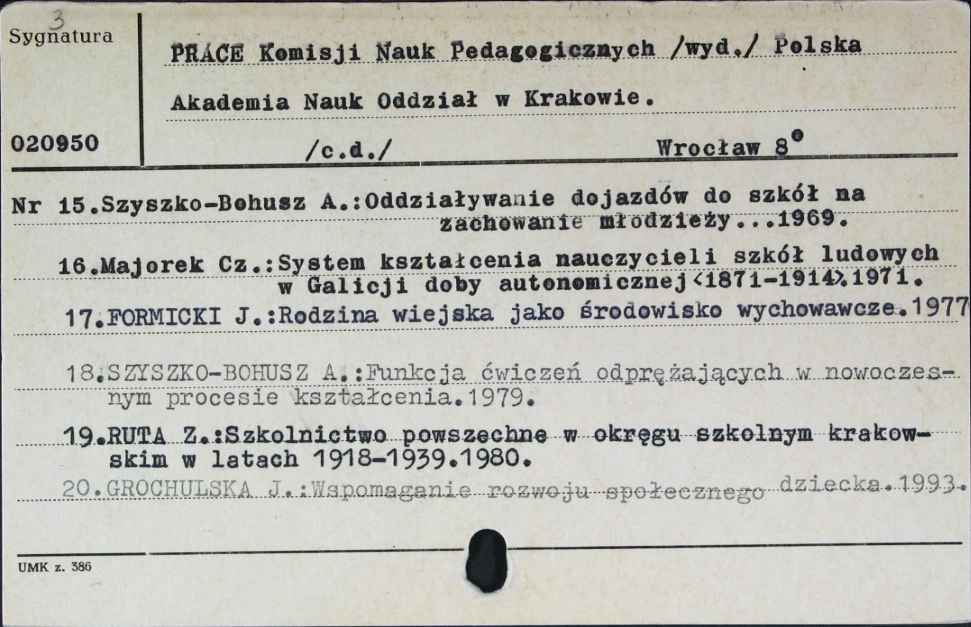 3
Sygnatura
PRACE Komisji Nauk Pedagogicznych /wyd./ Polska
Akademia Nauk Oddział w Krakowie.
020950
/c.d./ Wrocław 8°
Nr 15.Szyszko-Bohusz A.:Oddziaływanie dojazdów do szkół na
zachowanie młodzieży...1969.
16.Majorek Cz.:System kształcenia nauczycieli szkół ludowych
w Galicji doby autonomicznej<1871-1914>.1971.
17.FORMICKI J.:Rodzina wiejska jako środowisko wychowawcze.1977
18.SZYSZKO-BOHUSZ A.:Funkcja ćwiczeń odprężających w nowoczes-
nym procesie kształcenia.1979.
19.RUTA Z.:Szkolnictwo powszechne w okręgu szkolnym krakow-
skim w latach 1918-1939.1980.
20.GROCHULSKA J.:Wspomaganie rozwoju społecznego dziecka.1993.
UMK z. 386